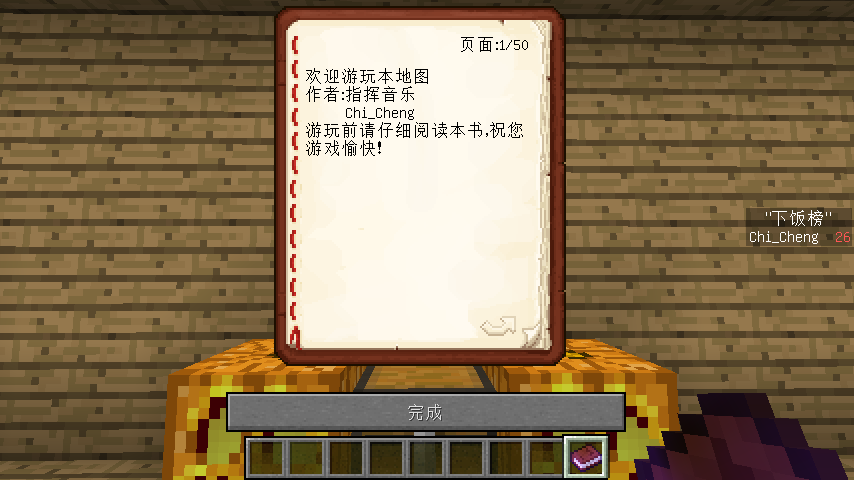 页面:1/50
欢迎游玩本地图
作者:指挥音乐
Chi_Cheng
游玩前请仔细阅读本书,祝您
游戏愉快!
"下饭榜"
Chi_Cheng 26
完成